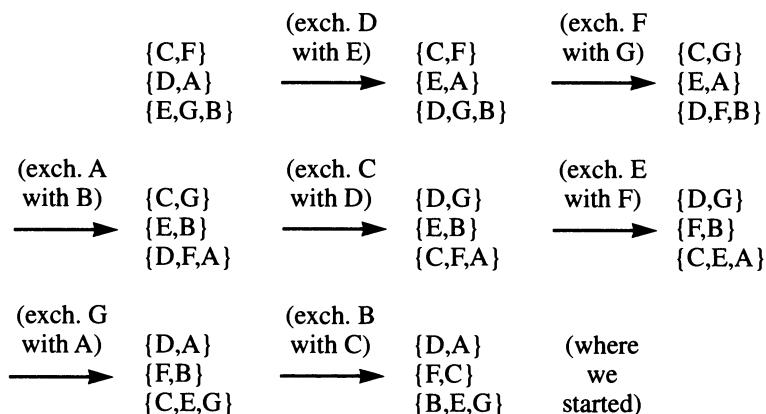 (exch. D (exch. F
{C,F} with E) {C,F} with G) {C,G}
{D,A} {E,A} {E,A}
{E,G,B} {D,G,B} {D,F,B}
(exch. A (exch. C (exch. E
with B) {C,G} with D) {D,G} with F) {D,G}
{E,B} {E,B} {F,B}
{D,F,A} {C,F,A} {C,E,A}
(exch. G (exch. B
with A) {D,A} with C) {D,A} (where
{F,B} {F,C} we
{C,E,G} {B,E,G} started)